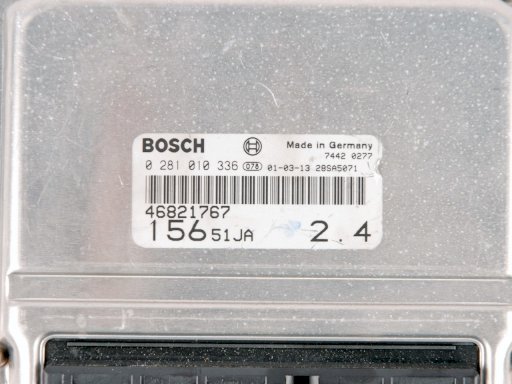 BOSCH Made in Germany
7442 0277
0 281 010 336 078 01-03-13 28SA5071
46821767
156 51JA 2.4